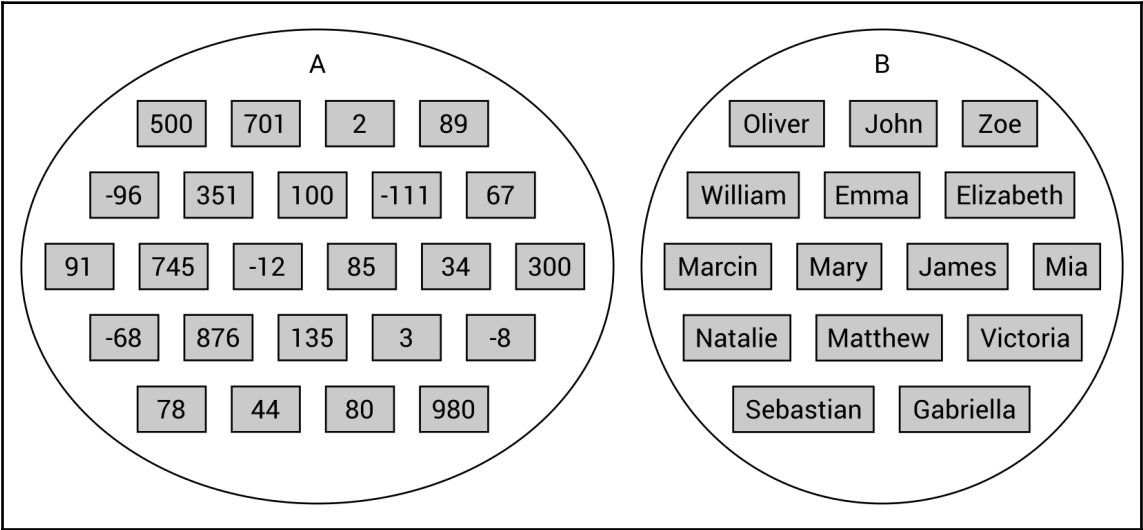 A
500 701 2 89
-96 351 100 -111 67
91 745 -12 85 34 300
-68 876 135 3 -8
78 44 80 980
B
Oliver John Zoe
William Emma Elizabeth
Marcin Mary James Mia
Natalie Matthew Victoria
Sebastian Gabriella